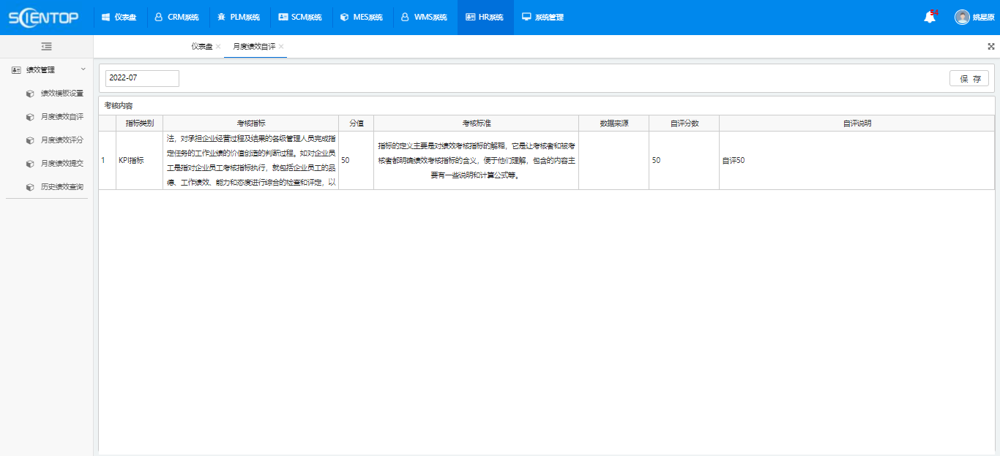 SCIENTOP
仪表盘
CRM系统
PLM系统
SCM系统
MES系统
WMS系统
HR系统
系统管理
54
姚星原
仪表盘
月度绩效自评
绩效管理
绩效模板设置
月度绩效自评
月度绩效评分
月度绩效提交
历史绩效查询
2022-07
保 存
考核内容
指标类别
考核指标
分值
考核标准
数据来源
自评分数
自评说明
1
KPI指标
法，对承担企业经营过程及结果的各级管理人员完成指
定任务的工作业绩的价值创造的判断过程。如对企业员
工是指对企业员工考核指标执行，就包括企业员工的品
德、工作绩效、能力和态度进行综合的检查和评定，以
50
指标的定义主要是对绩效考核指标的解释，它是让考核者和被考
核者都明确绩效考核指标的含义，便于他们理解，包含的内容主
要有一些说明和计算公式等。
50
自评50